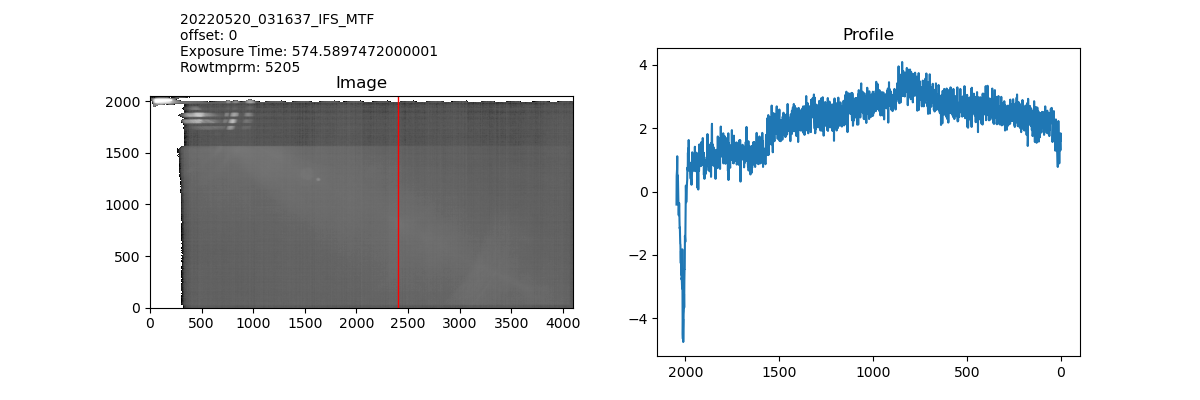 20220520_031637_IFS_MTF
offset: 0
Exposure Time: 574.5897472000001
Rowtmprm: 5205
Image
2000
1500
1000
500
0
0 500 1000 1500 2000 2500 3000 3500 4000
Profile
4
2
0
−2
−4
2000 1500 1000 500 0